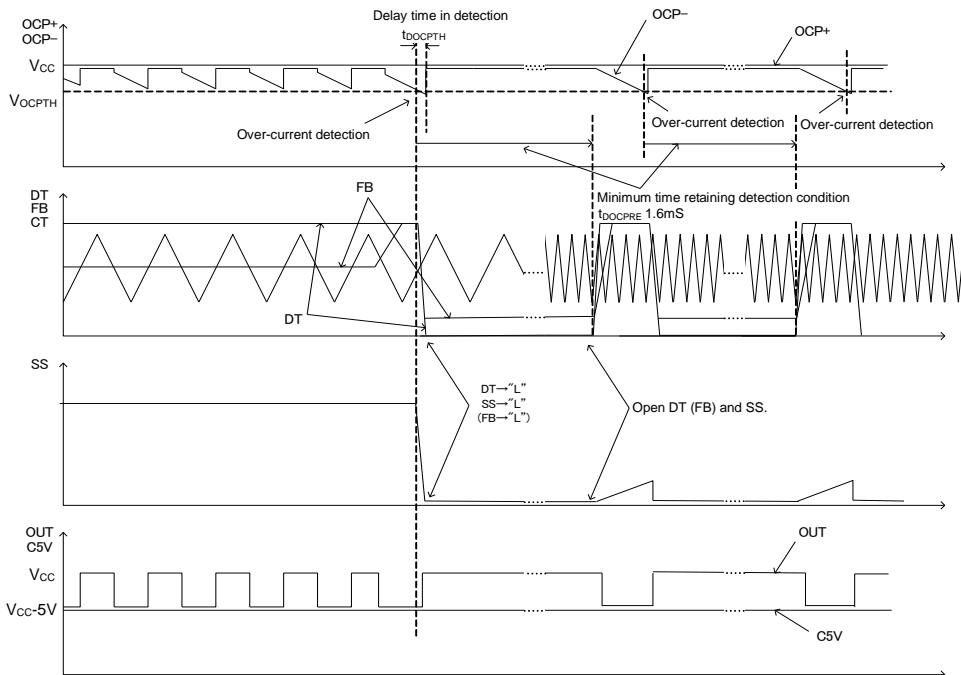 Delay time in detection
tDOCPTH
OCP+
OCP−
OCP−
OCP+
VCC
VOCPTH
Over-current detection
Over-current detection
Over-current detection
Minimum time retaining detection condition
tDOCPRE 1.6mS
DT
FB
CT
FB
DT
SS
DT→"L"
SS→"L"
(FB→"L")
Open DT (FB) and SS.
OUT
C5V
OUT
VCC
VCC-5V
C5V